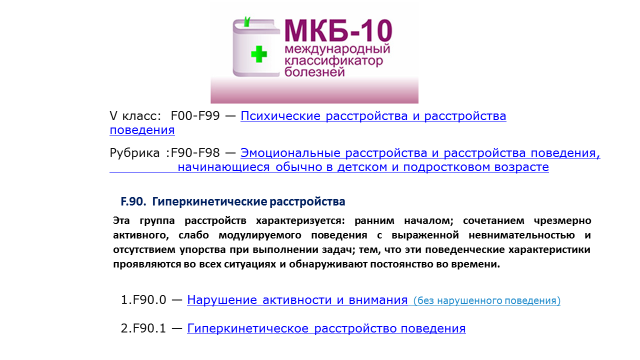 МКБ-10
международный
классификатор
болезней
V класс: F00-F99 — Психические расстройства и расстройства
поведения
Рубрика :F90-F98 — Эмоциональные расстройства и расстройства поведения,
начинающиеся обычно в детском и подростковом возрасте
F.90. Гиперкинетические расстройства
Эта группа расстройств характеризуется: ранним началом; сочетанием чрезмерно
активного, слабо модулируемого поведения с выраженной невнимательностью и
отсутствием упорства при выполнении задач; тем, что эти поведенческие характеристики
проявляются во всех ситуациях и обнаруживают постоянство во времени.
1.F90.0 — Нарушение активности и внимания (без нарушенного поведения)
2.F90.1 — Гиперкинетическое расстройство поведения